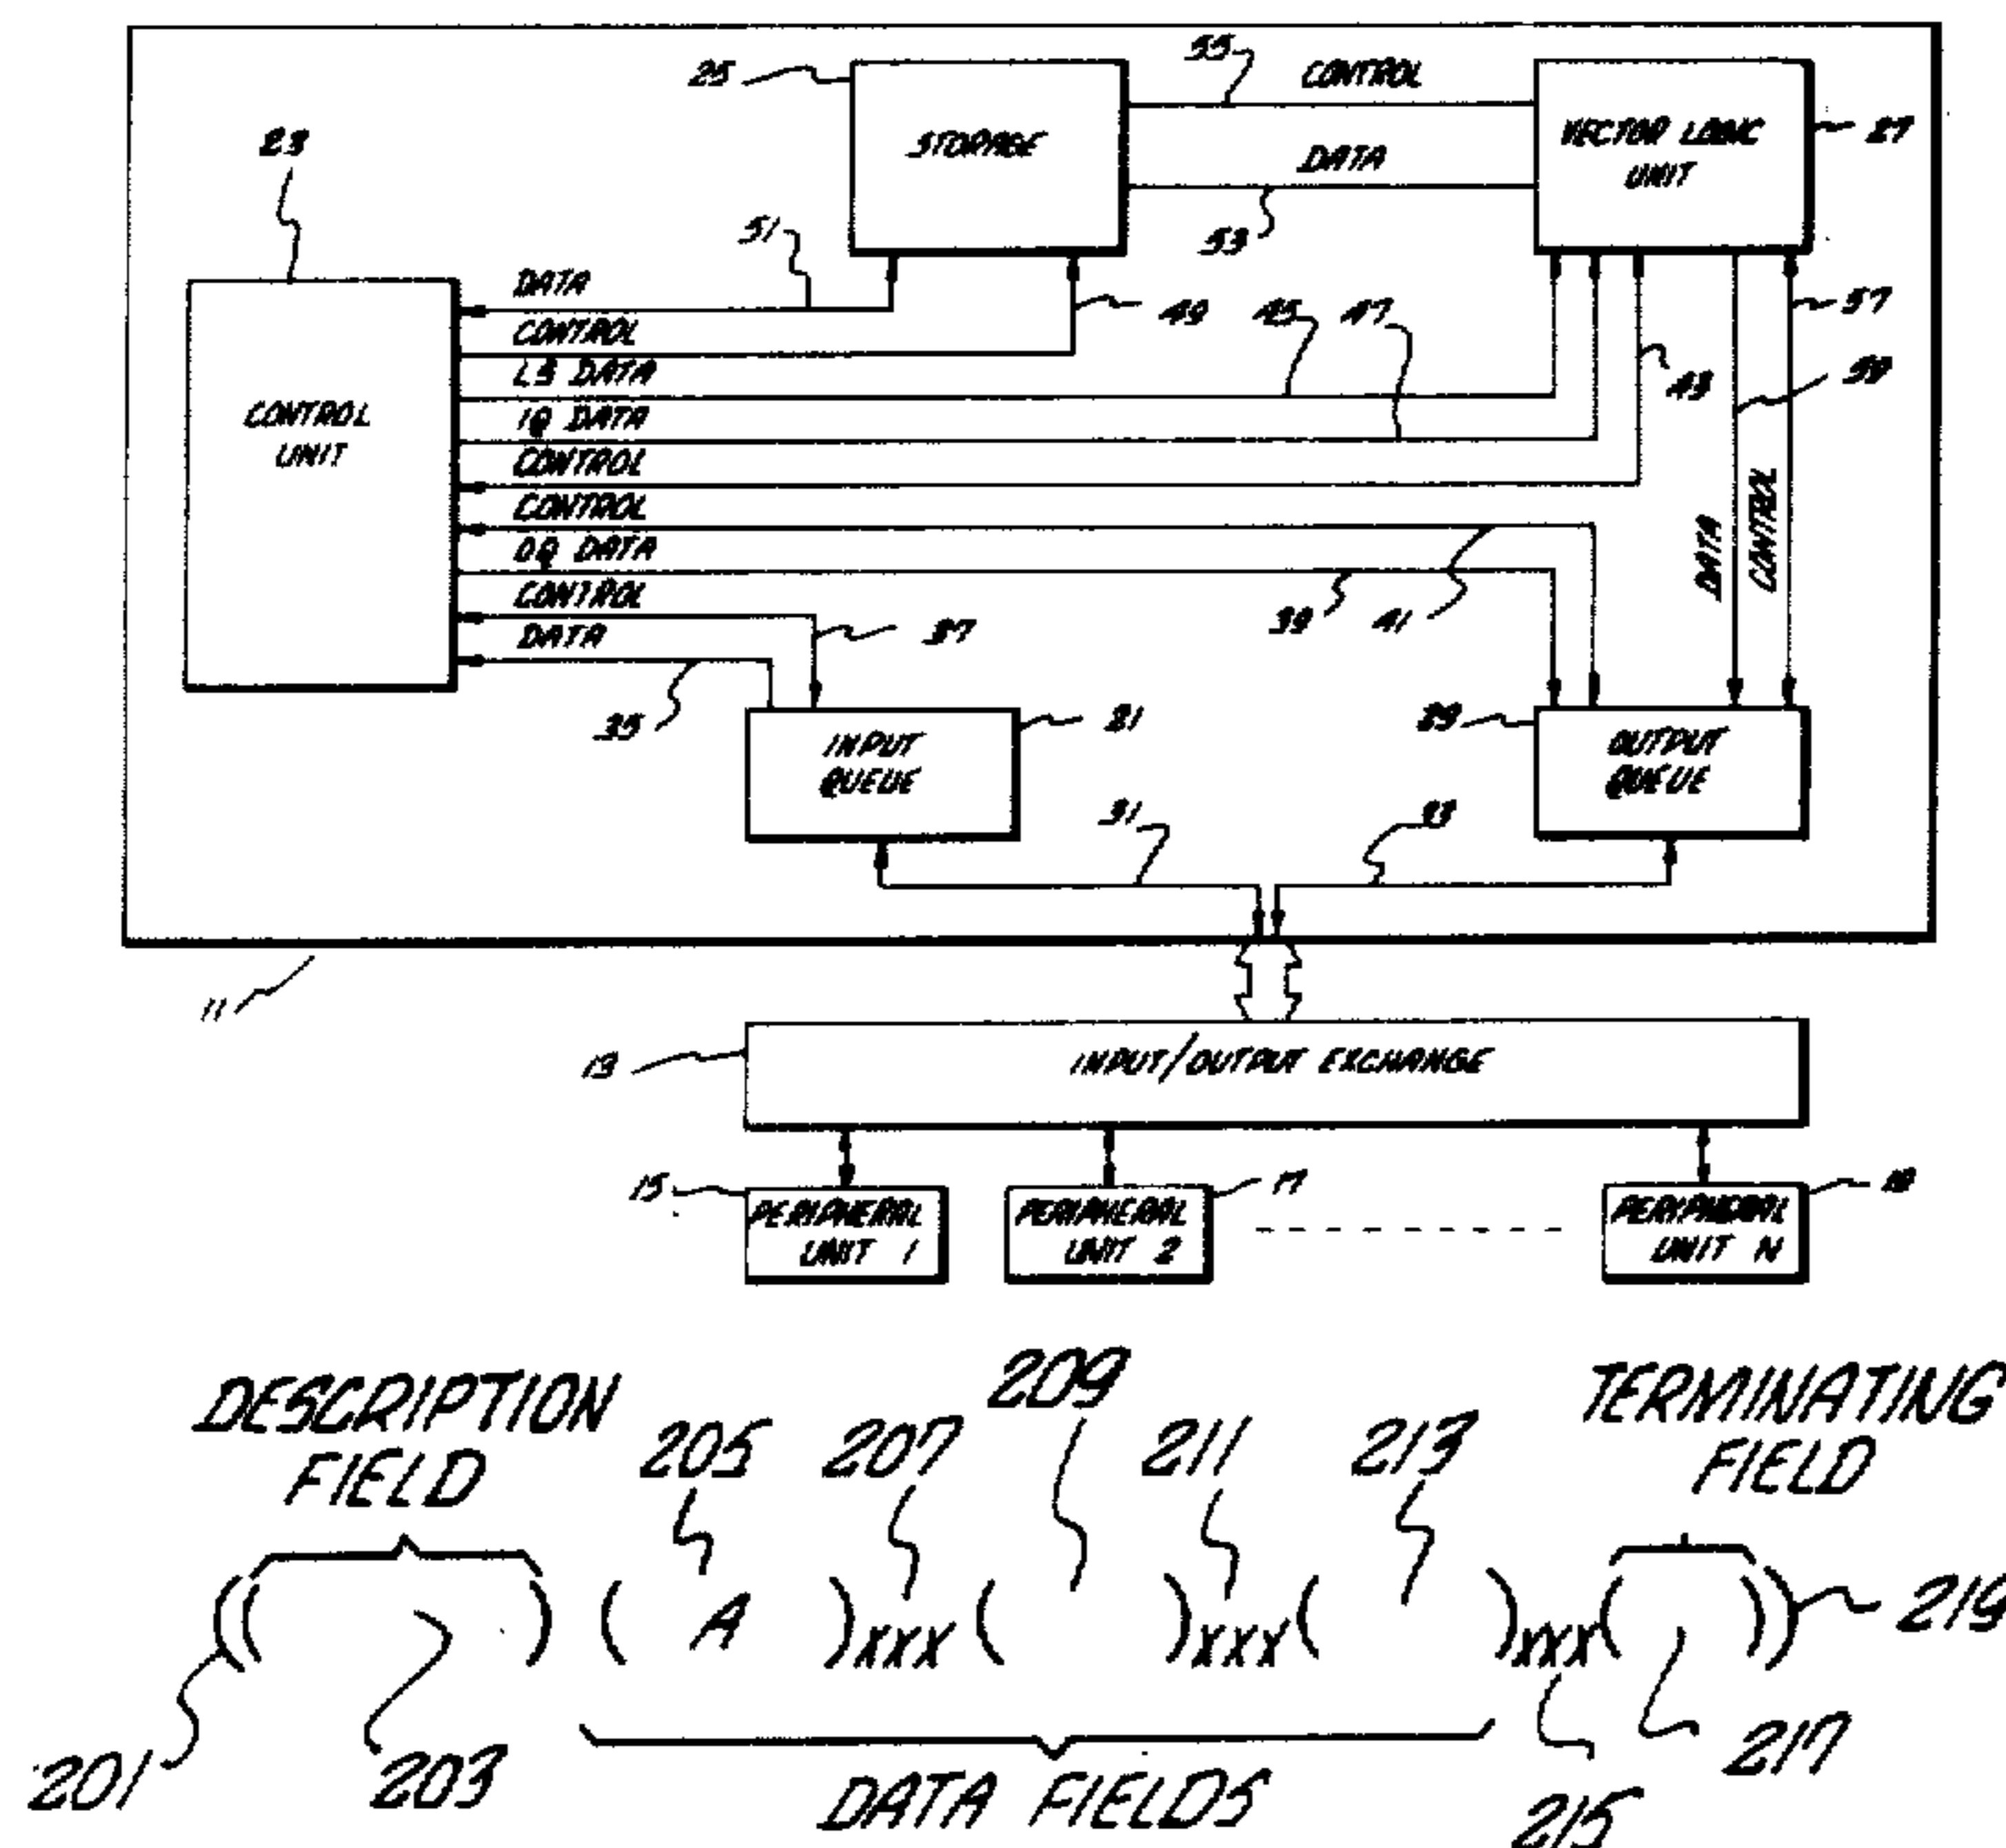 25
55
CONTROL
STORAGE
VECTOR LOGIC
UNIT
27
23
DATA
53
51
DATA
CONTROL
49
45
47
57
LS DATA
43
59
CONTROL
UNIT
IQ DATA
CONTROL
CONTROL
OQ DATA
DATA
CONTROL
CONTROL
37
39
41
DATA
35
21
29
INPUT
QUEUE
OUTPUT
QUEUE
31
33
11
13
INPUT/OUTPUT EXCHANGE
15
17
PERIPHERAL
UNIT 1
PERIPHERAL
UNIT 2
PERIPHERAL
UNIT N
DESCRIPTION
FIELD
209
TERMINATING
FIELD
205
207
211
213
(( ) ( A )XXX ( )XXX ( )XXX ( ))
219
201
203
217
DATA FIELDS
215